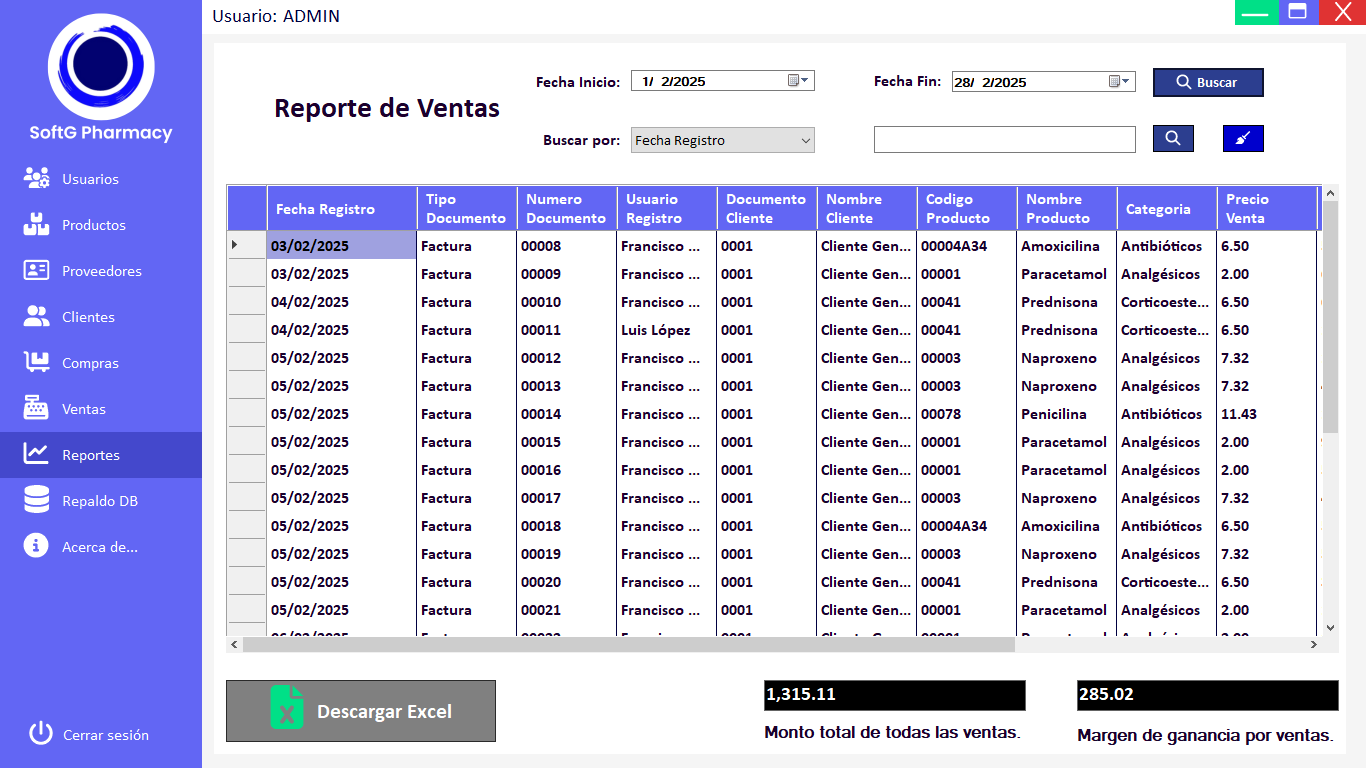 Usuario: ADMIN
SoftG Pharmacy
Usuarios
Productos
Proveedores
Clientes
Compras
Ventas
Reportes
Repaldo DB
Acerca de...
Cerrar sesión
Reporte de Ventas
Fecha Inicio: 1/ 2/2025 Fecha Fin: 28/ 2/2025 Buscar
Buscar por: Fecha Registro
Fecha Registro Tipo Documento Numero Documento Usuario Registro Documento Cliente Nombre Cliente Codigo Producto Nombre Producto Categoria Precio Venta
03/02/2025 Factura 00008 Francisco ... 0001 Cliente Gen... 00004A34 Amoxicilina Antibióticos 6.50
03/02/2025 Factura 00009 Francisco ... 0001 Cliente Gen... 00001 Paracetamol Analgésicos 2.00
04/02/2025 Factura 00010 Francisco ... 0001 Cliente Gen... 00041 Prednisona Corticoeste... 6.50
04/02/2025 Factura 00011 Luis López 0001 Cliente Gen... 00041 Prednisona Corticoeste... 6.50
05/02/2025 Factura 00012 Francisco ... 0001 Cliente Gen... 00003 Naproxeno Analgésicos 7.32
05/02/2025 Factura 00013 Francisco ... 0001 Cliente Gen... 00003 Naproxeno Analgésicos 7.32
05/02/2025 Factura 00014 Francisco ... 0001 Cliente Gen... 00078 Penicilina Antibióticos 11.43
05/02/2025 Factura 00015 Francisco ... 0001 Cliente Gen... 00001 Paracetamol Analgésicos 2.00
05/02/2025 Factura 00016 Francisco ... 0001 Cliente Gen... 00001 Paracetamol Analgésicos 2.00
05/02/2025 Factura 00017 Francisco ... 0001 Cliente Gen... 00003 Naproxeno Analgésicos 7.32
05/02/2025 Factura 00018 Francisco ... 0001 Cliente Gen... 00004A34 Amoxicilina Antibióticos 6.50
05/02/2025 Factura 00019 Francisco ... 0001 Cliente Gen... 00003 Naproxeno Analgésicos 7.32
05/02/2025 Factura 00020 Francisco ... 0001 Cliente Gen... 00041 Prednisona Corticoeste... 6.50
05/02/2025 Factura 00021 Francisco ... 0001 Cliente Gen... 00001 Paracetamol Analgésicos 2.00
Descargar Excel
1,315.11
Monto total de todas las ventas.
285.02
Margen de ganancia por ventas.